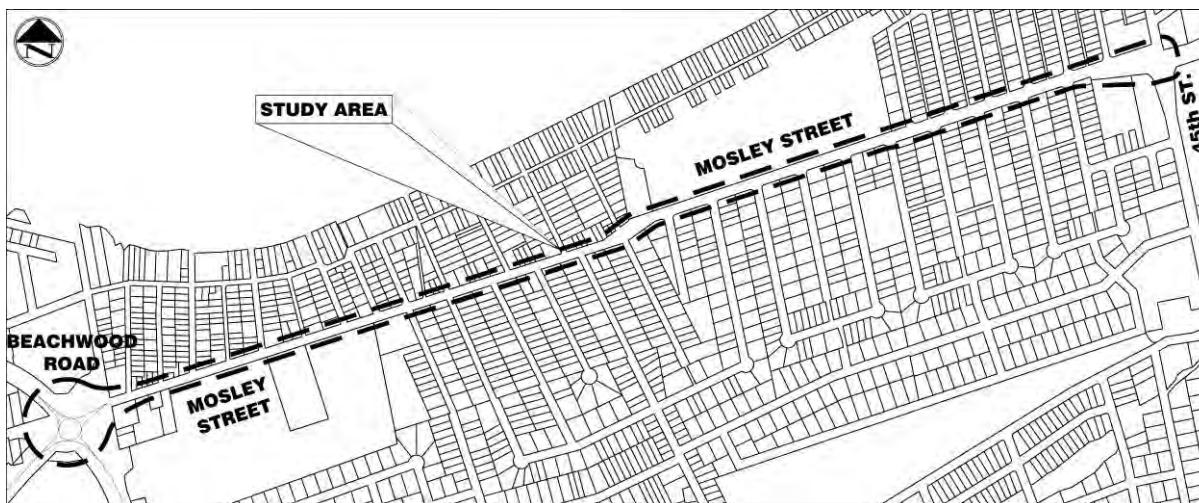 N
STUDY AREA
MOSLEY STREET
45th ST.
BEACHWOOD
ROAD
MOSLEY
STREET